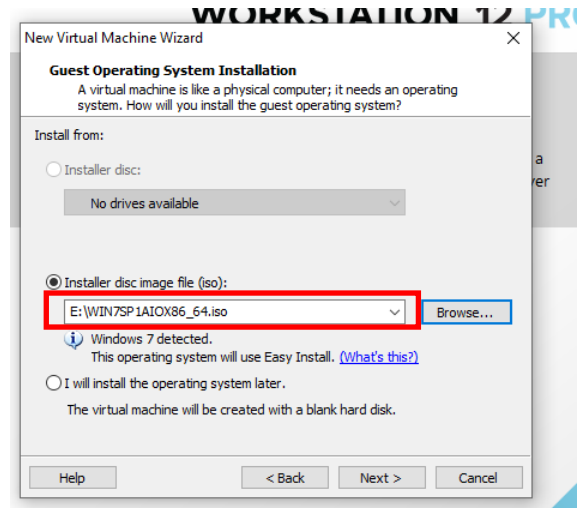 WORKSTATION 12 PRO
New Virtual Machine Wizard
Guest Operating System Installation
A virtual machine is like a physical computer; it needs an operating
system. How will you install the guest operating system?
Install from:
Installer disc:
No drives available
a
ver
Installer disc image file (iso):
E:\WIN7SP1AIOX86_64.iso
Browse...
Windows 7 detected.
This operating system will use Easy Install. (What's this?)
I will install the operating system later.
The virtual machine will be created with a blank hard disk.
Help
< Back
Next >
Cancel